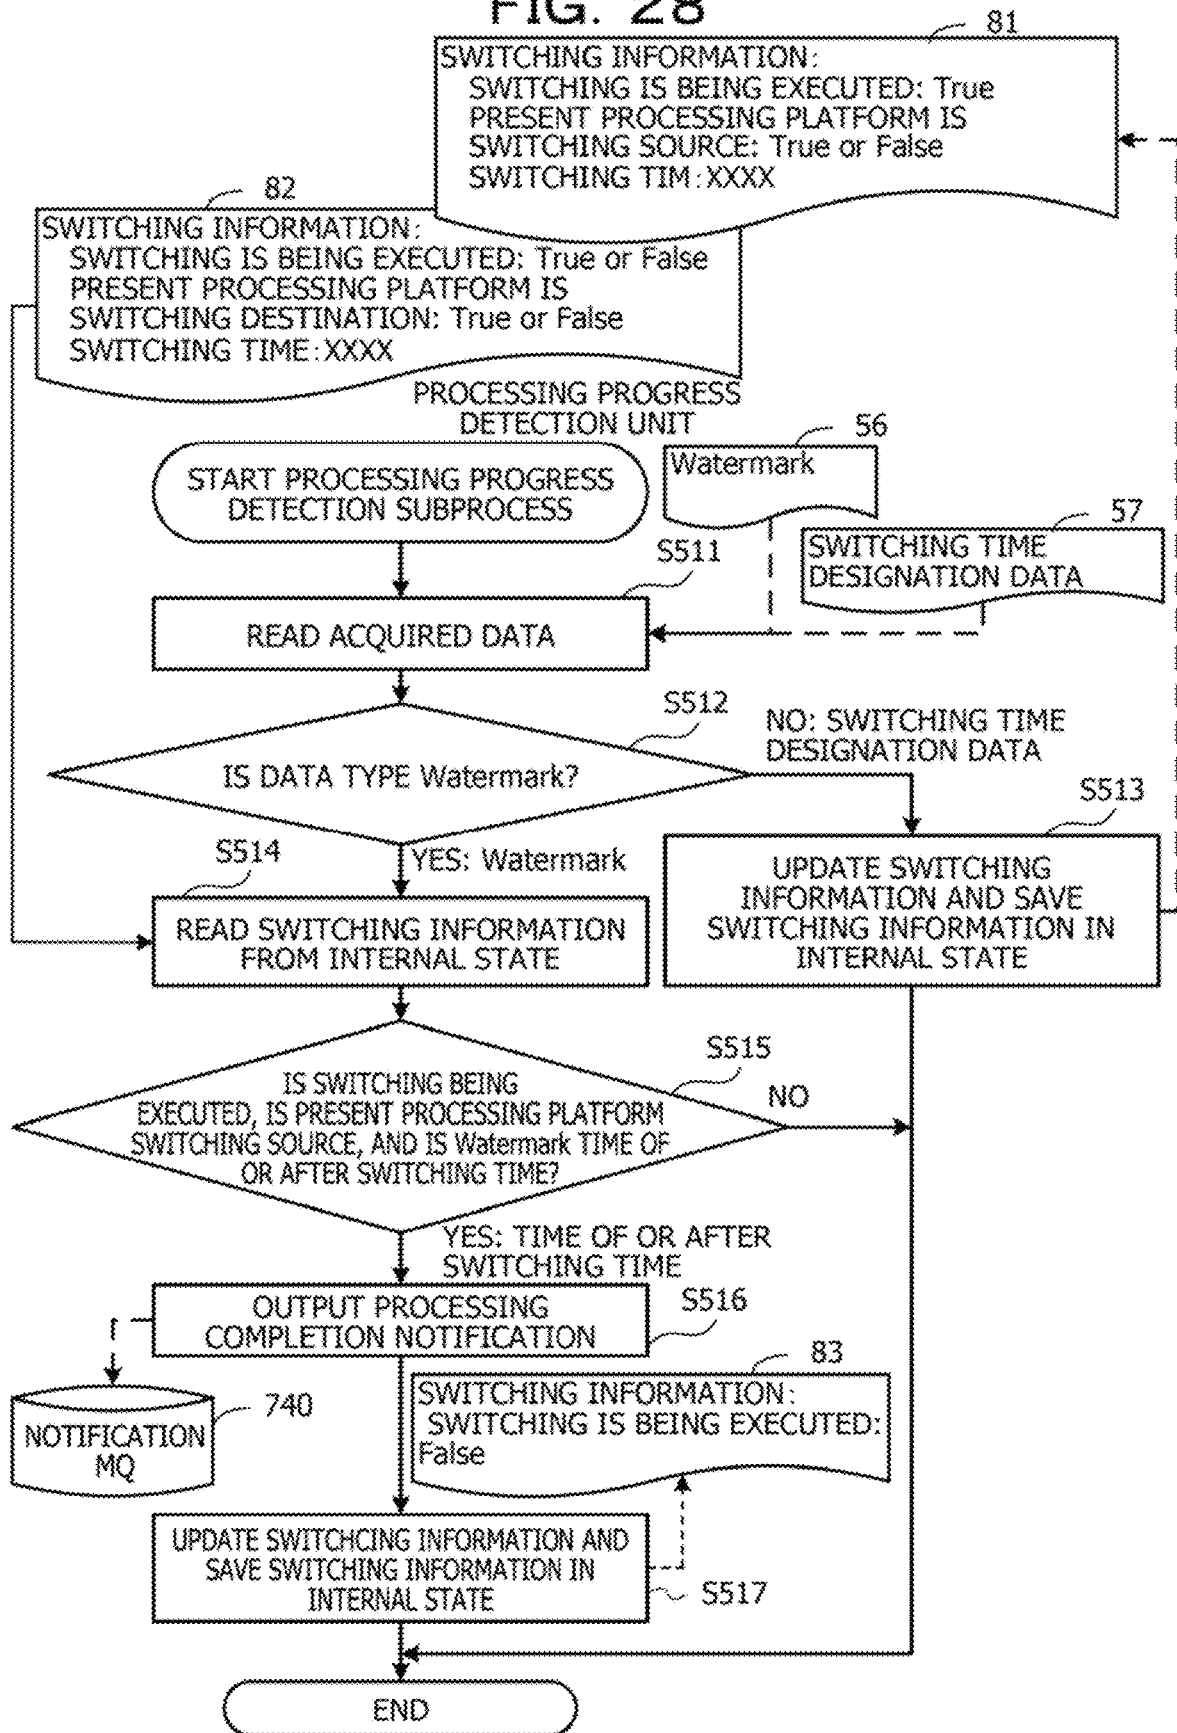 FIG. 28
81
SWITCHING INFORMATION:
SWITCHING IS BEING EXECUTED: True
PRESENT PROCESSING PLATFORM IS
SWITCHING SOURCE: True or False
SWITCHING TIM:XXXX
82
SWITCHING INFORMATION:
SWITCHING IS BEING EXECUTED: True or False
PRESENT PROCESSING PLATFORM IS
SWITCHING DESTINATION: True or False
SWITCHING TIME:XXXX
PROCESSING PROGRESS
DETECTION UNIT
START PROCESSING PROGRESS
DETECTION SUBPROCESS
56
Watermark
57
SWITCHING TIME
DESIGNATION DATA
S511
READ ACQUIRED DATA
S512
IS DATA TYPE Watermark?
NO: SWITCHING TIME
DESIGNATION DATA
S513
UPDATE SWITCHING
INFORMATION AND SAVE
SWITCHING INFORMATION IN
INTERNAL STATE
YES: Watermark
S514
READ SWITCHING INFORMATION
FROM INTERNAL STATE
S515
IS SWITCHING BEING
EXECUTED, IS PRESENT PROCESSING PLATFORM
SWITCHING SOURCE, AND IS Watermark TIME OF
OR AFTER SWITCHING TIME?
NO
YES: TIME OF OR AFTER
SWITCHING TIME
S516
OUTPUT PROCESSING
COMPLETION NOTIFICATION
740
NOTIFICATION
MQ
83
SWITCHING INFORMATION:
SWITCHING IS BEING EXECUTED:
False
UPDATE SWITCHCING INFORMATION AND
SAVE SWITCHING INFORMATION IN
INTERNAL STATE
S517
END